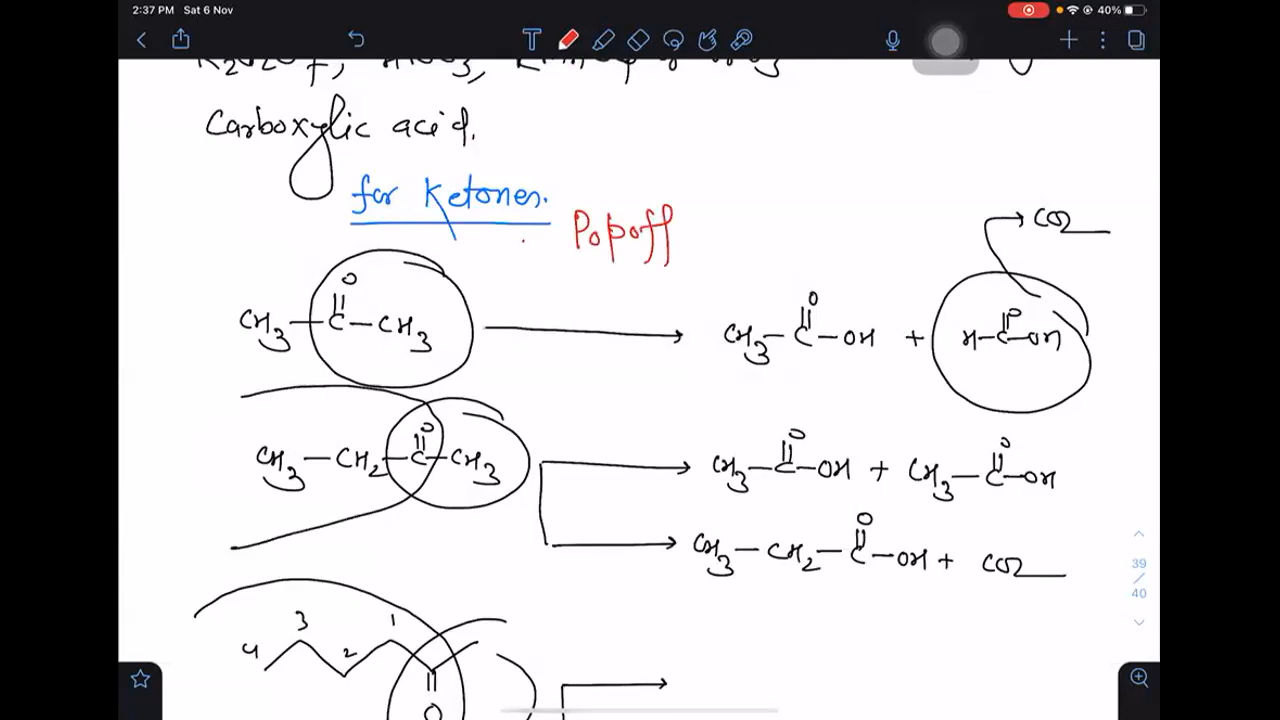 2:37 PM Sat 6 Nov
40%
Carboxylic acid.
for Ketones.
Popoff
CO2
O
CH3—C—CH3
O
CH3—C—OH + H—C—OH
O
O
CH3—CH2—C—CH3
O
CH3—C—OH + CH3—C—OH
O
O
CH3—CH2—C—OH + CO2
O
39
/
40
4 3 2 1
O